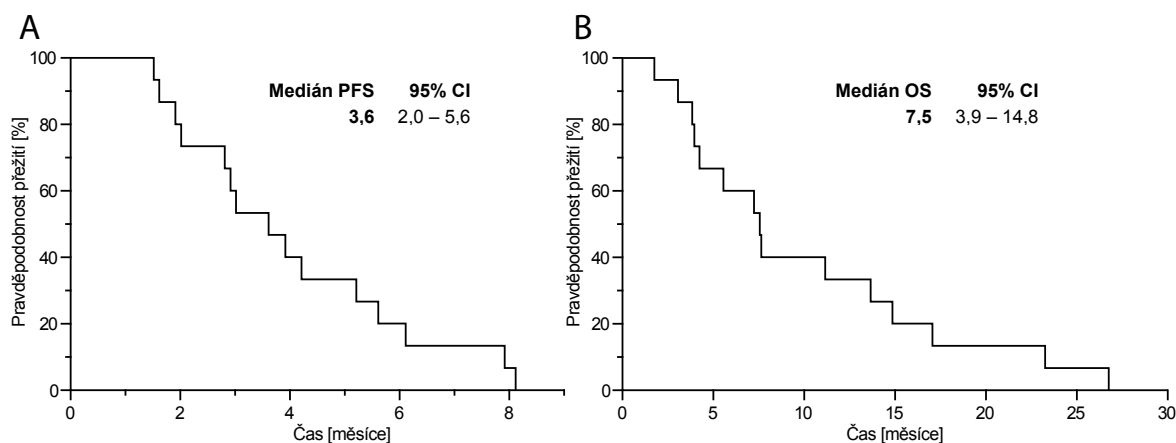 A
Pravděpodobnost přežití [%]
100
80
60
40
20
0
Medián PFS 95% CI
3,6 2,0 – 5,6
0 2 4 6 8
Čas [měsíce]
B
Pravděpodobnost přežití [%]
100
80
60
40
20
0
Medián OS 95% CI
7,5 3,9 – 14,8
0 5 10 15 20 25 30
Čas [měsíce]